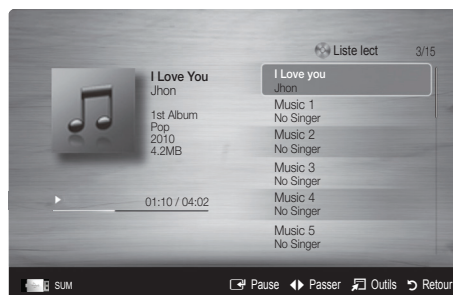 Liste lect 3/15
I Love You
Jhon
1st Album
Pop
2010
4.2MB
01:10 / 04:02
I Love you
Jhon
Music 1
No Singer
Music 2
No Singer
Music 3
No Singer
Music 4
No Singer
Music 5
No Singer
SUM Pause Passer Outils Retour